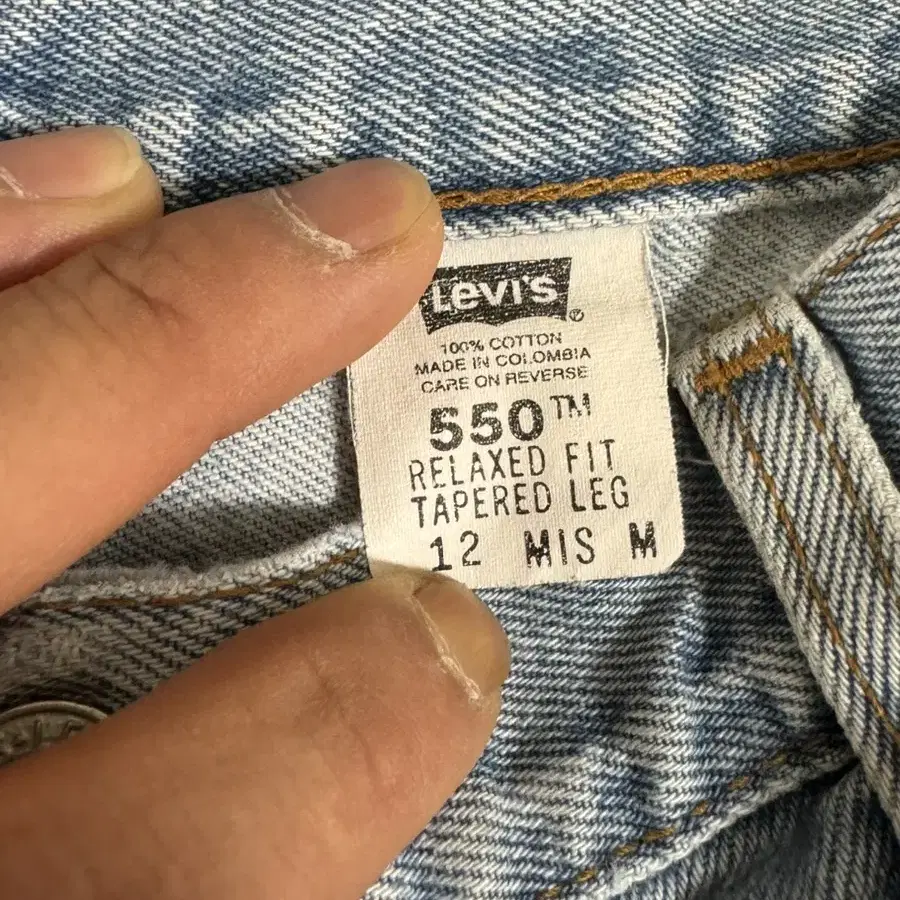 LEVI'S ®
100% COTTON
MADE IN COLOMBIA
CARE ON REVERSE
550™
RELAXED FIT
TAPERED LEG
12 MIS M